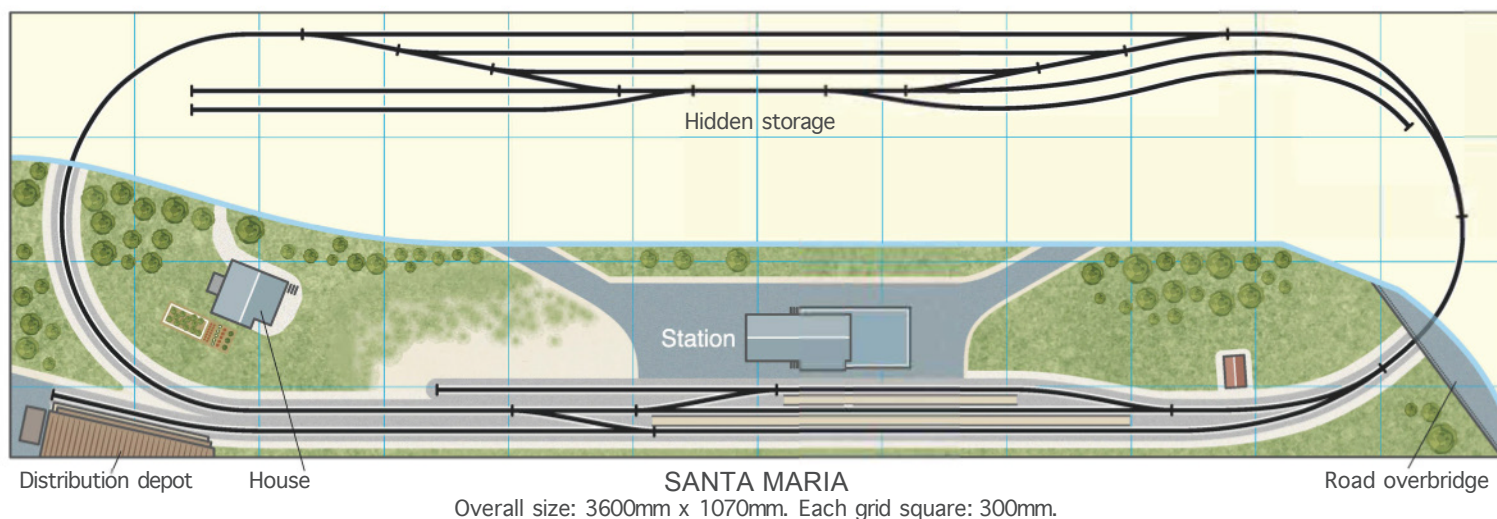 Hidden storage
Station
Distribution depot
House
SANTA MARIA
Road overbridge
Overall size: 3600mm x 1070mm. Each grid square: 300mm.